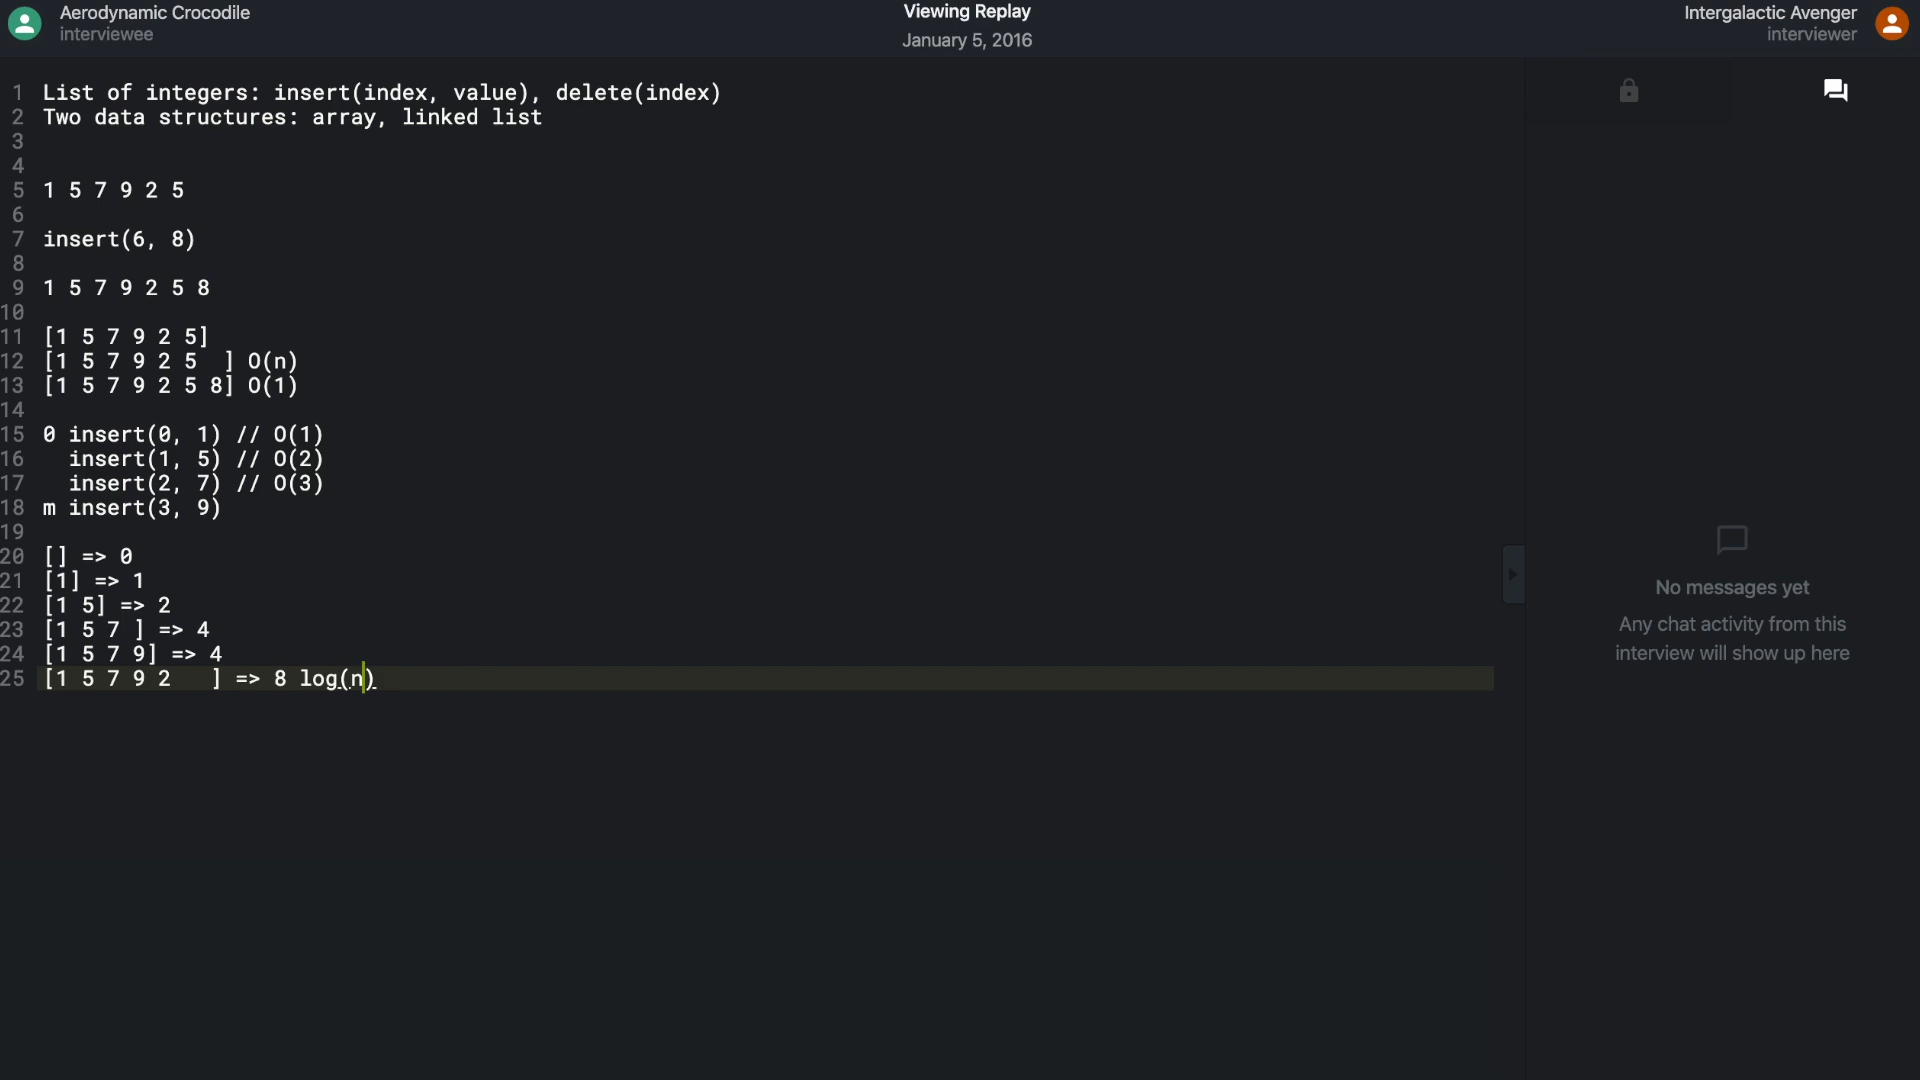 Aerodynamic Crocodile
interviewee
Viewing Replay
January 5, 2016
Intergalactic Avenger
interviewer
1 List of integers: insert(index, value), delete(index)
2 Two data structures: array, linked list
3
4
5 1 5 7 9 2 5
6
7 insert(6, 8)
8
9 1 5 7 9 2 5 8
10
11 [1 5 7 9 2 5]
12 [1 5 7 9 2 5  ] O(n)
13 [1 5 7 9 2 5 8] O(1)
14
15 0 insert(0, 1) // O(1)
16   insert(1, 5) // O(2)
17   insert(2, 7) // O(3)
18 m insert(3, 9)
19
20 [] => 0
21 [1] => 1
22 [1 5] => 2
23 [1 5 7 ] => 4
24 [1 5 7 9] => 4
25 [1 5 7 9 2   ] => 8 log(n)
No messages yet
Any chat activity from this
interview will show up here